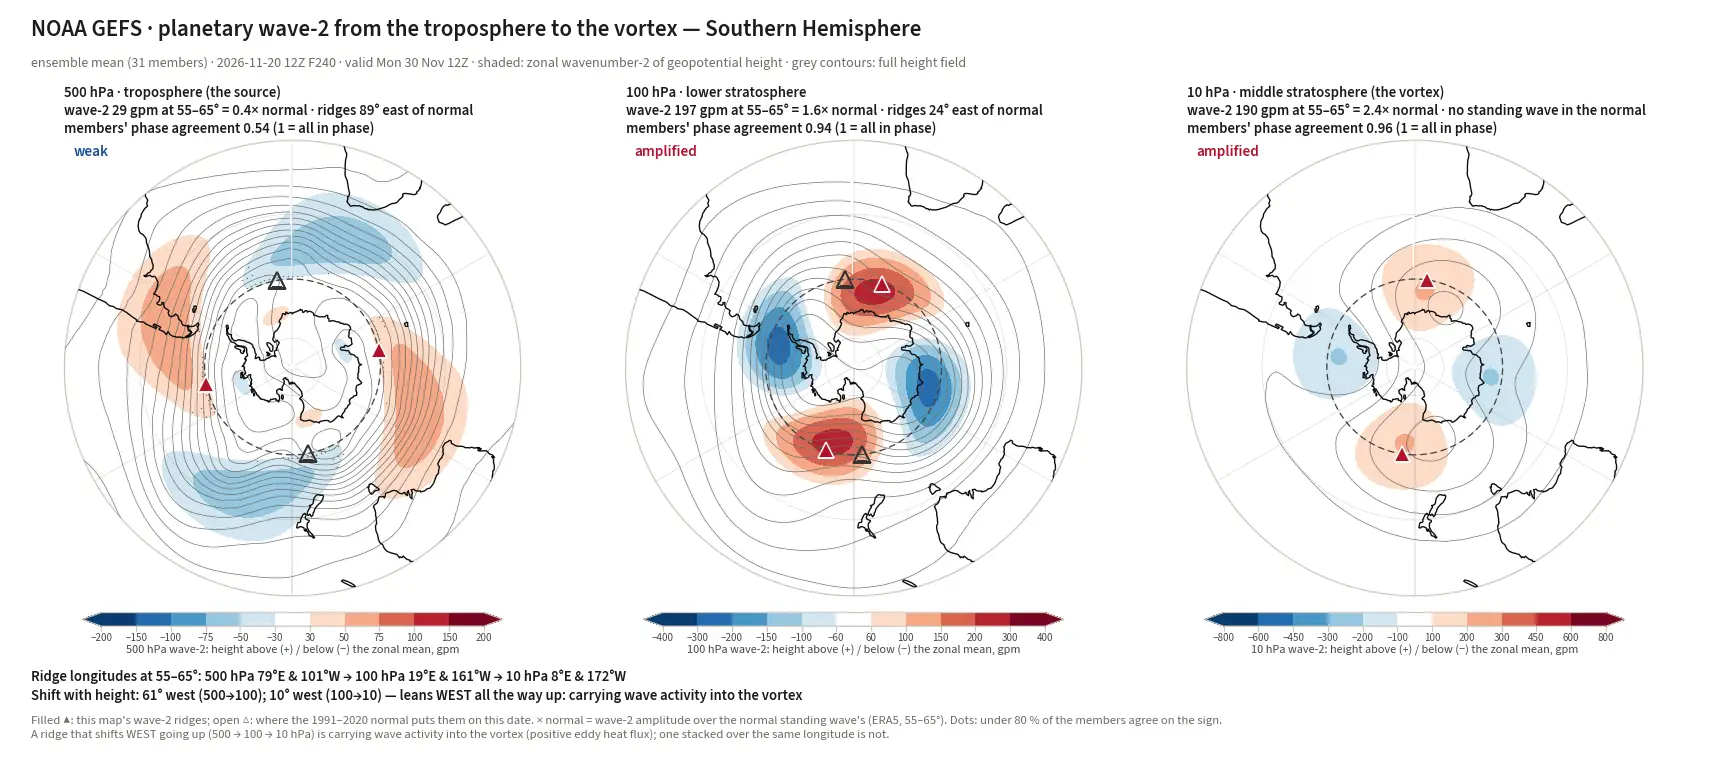 NOAA GEFS · planetary wave-2 from the troposphere to the vortex — Southern Hemisphere
ensemble mean (31 members) · 2026-11-20 12Z F240 · valid Mon 30 Nov 12Z · shaded: zonal wavenumber-2 of geopotential height · grey contours: full height field
500 hPa · troposphere (the source)
wave-2 29 gpm at 55–65° = 0.4× normal · ridges 89° east of normal
members' phase agreement 0.54 (1 = all in phase)
weak
100 hPa · lower stratosphere
wave-2 197 gpm at 55–65° = 1.6× normal · ridges 24° east of normal
members' phase agreement 0.94 (1 = all in phase)
amplified
10 hPa · middle stratosphere (the vortex)
wave-2 190 gpm at 55–65° = 2.4× normal · no standing wave in the normal
members' phase agreement 0.96 (1 = all in phase)
amplified
−200 −150 −100 −75 −50 −30 30 50 75 100 150 200
500 hPa wave-2: height above (+) / below (−) the zonal mean, gpm
−400 −300 −200 −150 −100 −60 60 100 150 200 300 400
100 hPa wave-2: height above (+) / below (−) the zonal mean, gpm
−800 −600 −450 −300 −200 −100 100 200 300 450 600 800
10 hPa wave-2: height above (+) / below (−) the zonal mean, gpm
Ridge longitudes at 55–65°: 500 hPa 79°E & 101°W → 100 hPa 19°E & 161°W → 10 hPa 8°E & 172°W
Shift with height: 61° west (500→100); 10° west (100→10) — leans WEST all the way up: carrying wave activity into the vortex
Filled ▲: this map's wave-2 ridges; open △: where the 1991–2020 normal puts them on this date. × normal = wave-2 amplitude over the normal standing wave's (ERA5, 55–65°). Dots: under 80 % of the members agree on the sign.
A ridge that shifts WEST going up (500 → 100 → 10 hPa) is carrying wave activity into the vortex (positive eddy heat flux); one stacked over the same longitude is not.